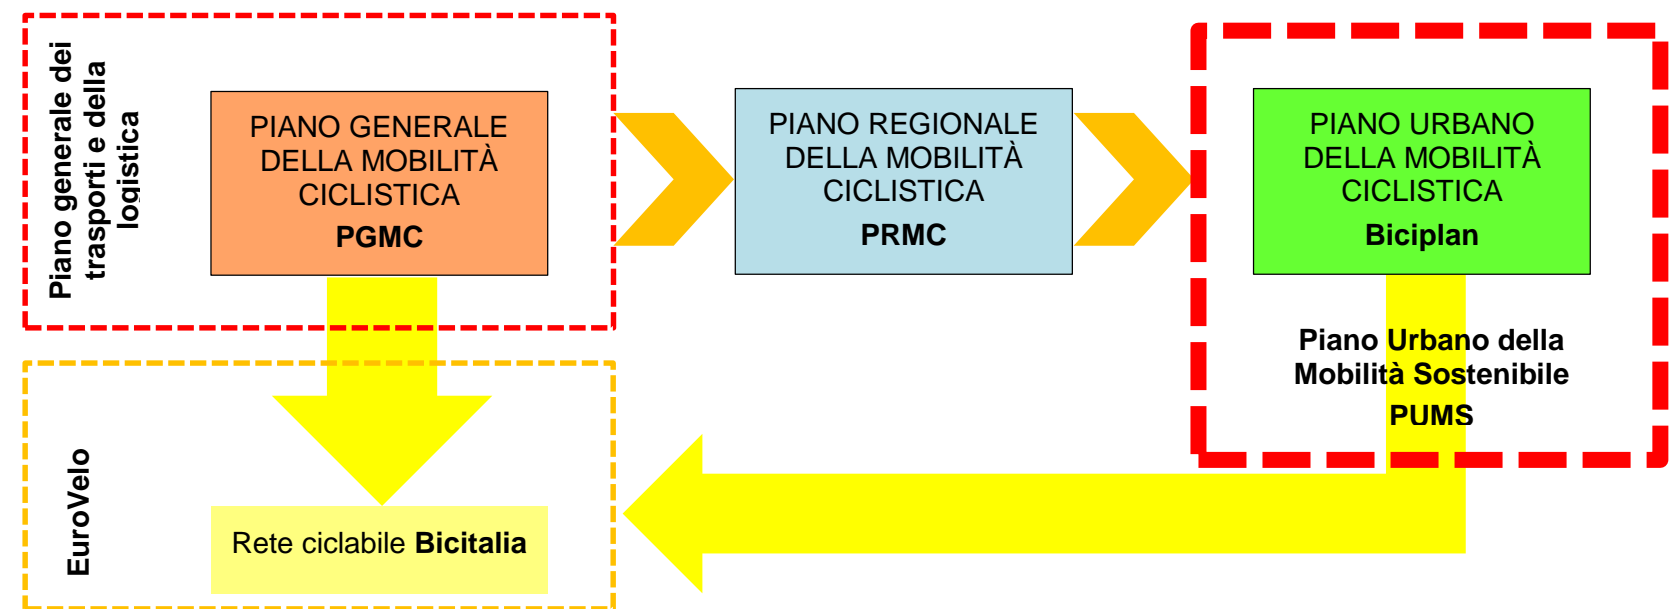 Piano generale dei
trasporti e della
logistica
PIANO GENERALE
DELLA MOBILITÀ
CICLISTICA
PGMC
PIANO REGIONALE
DELLA MOBILITÀ
CICLISTICA
PRMC
PIANO URBANO
DELLA MOBILITÀ
CICLISTICA
Biciplan
Piano Urbano della
Mobilità Sostenibile
PUMS
EuroVelo
Rete ciclabile Bicitalia